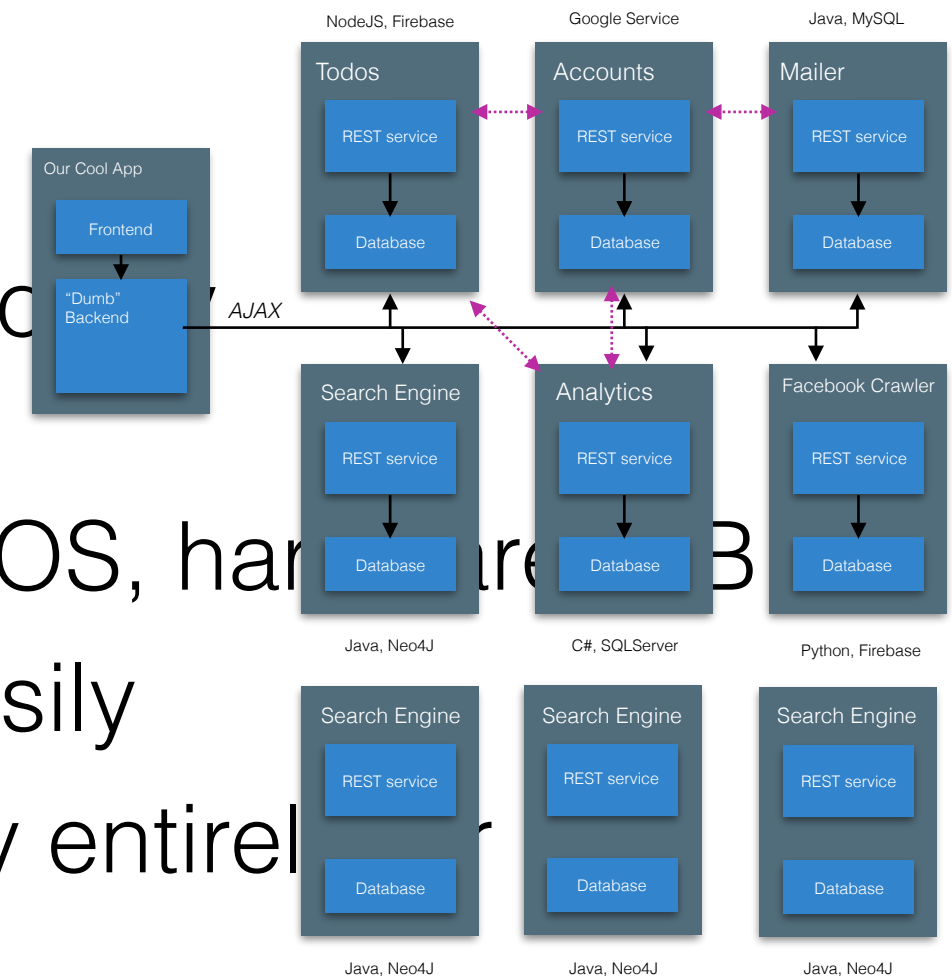 NodeJS, Firebase
Google Service
Java, MySQL
Todos
Accounts
Mailer
REST service
REST service
REST service
Database
Database
Database
Our Cool App
Frontend
“Dumb”
Backend
AJAX
Search Engine
Analytics
Facebook Crawler
REST service
REST service
REST service
OS,
Database
Database
Database
B
Java, Neo4J
C#, SQLServer
Python, Firebase
sily
Search Engine
Search Engine
Search Engine
REST service
REST service
REST service
y entirel
Database
Database
Database
Java, Neo4J
Java, Neo4J
Java, Neo4J